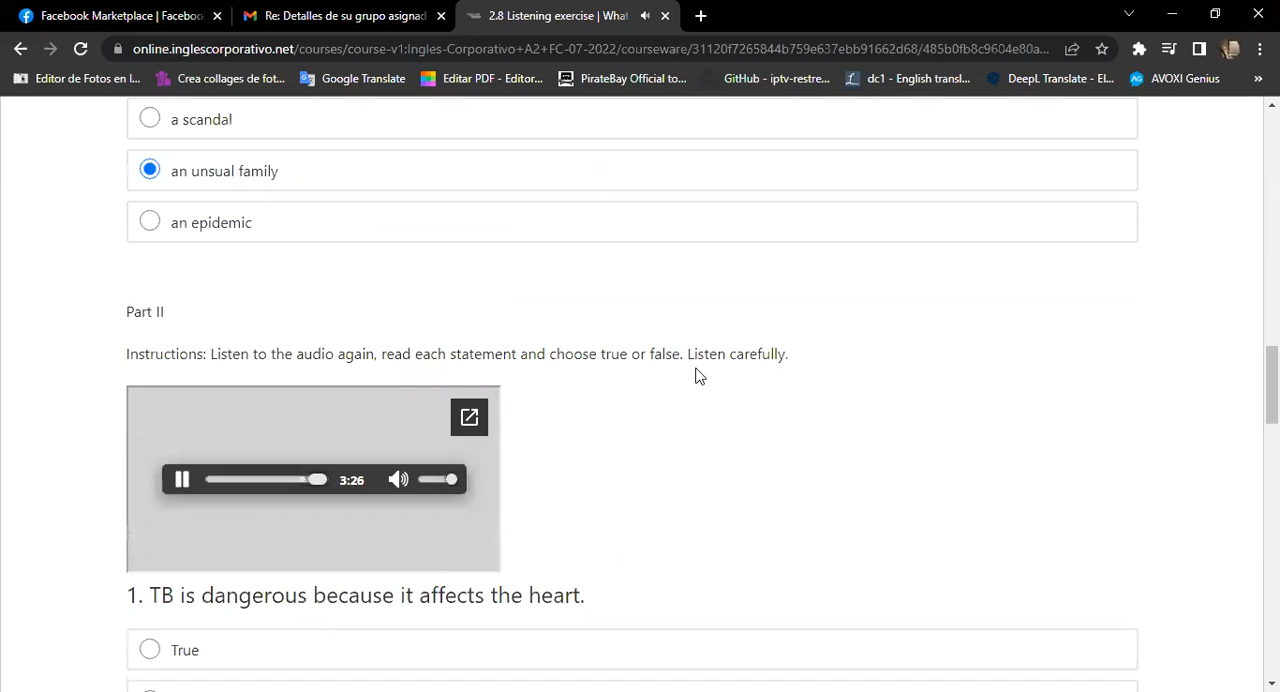 Facebook Marketplace | Faceboo
Re: Detalles de su grupo asignad
2.8 Listening exercise | What
online.inglescorporativo.net/courses/course-v1:Ingles-Corporativo+A2+FC-07-2022/courseware/31120f7265844b759e637ebb91662d68/485b0fb8c9604e80a...
Editor de Fotos en l...
Crea collages de fot...
Google Translate
Editar PDF - Editor...
PirateBay Official to...
GitHub - iptv-restre...
dc1 - English transl...
DeepL Translate - El...
AVOXI Genius
»
a scandal
an unsual family
an epidemic
Part II
Instructions: Listen to the audio again, read each statement and choose true or false. Listen carefully.
3:26
1. TB is dangerous because it affects the heart.
True